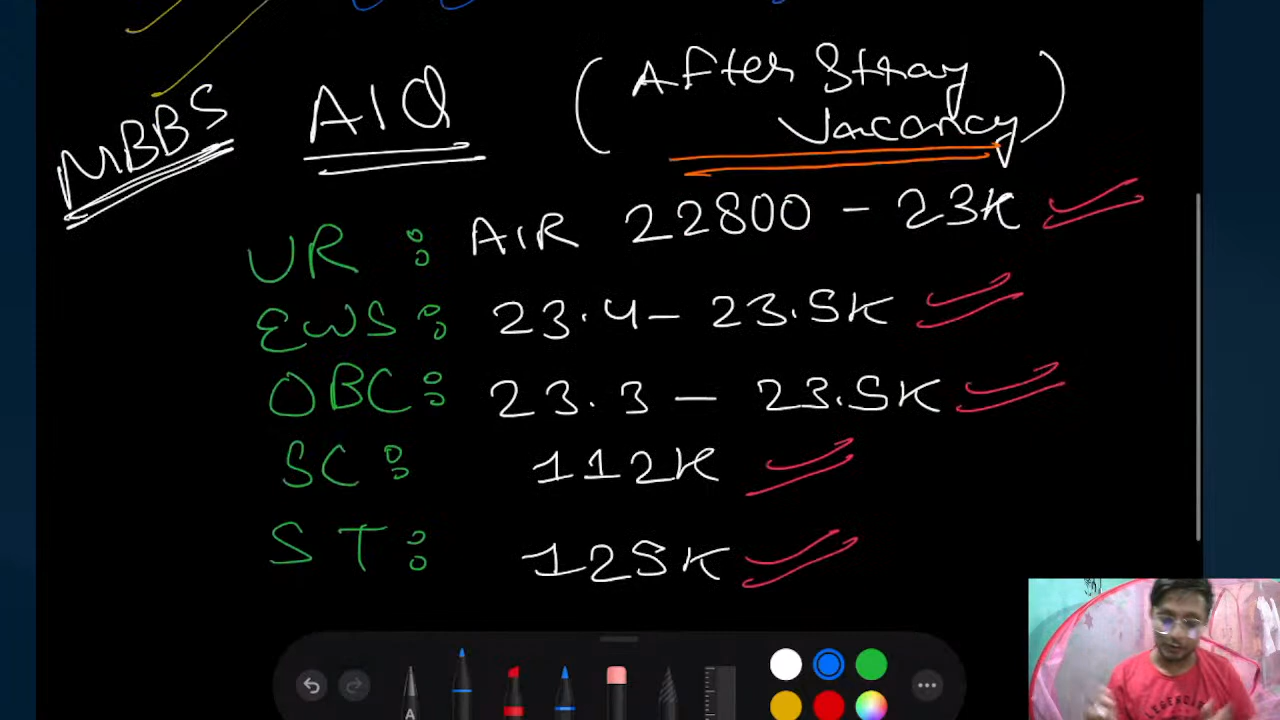 MBBS AIQ (After Stray
Vacancy)
UR : AIR 22800 - 23K
EWS : 23.4 - 23.5K
OBC : 23.3 - 23.5K
SC : 112K
ST : 125K
A